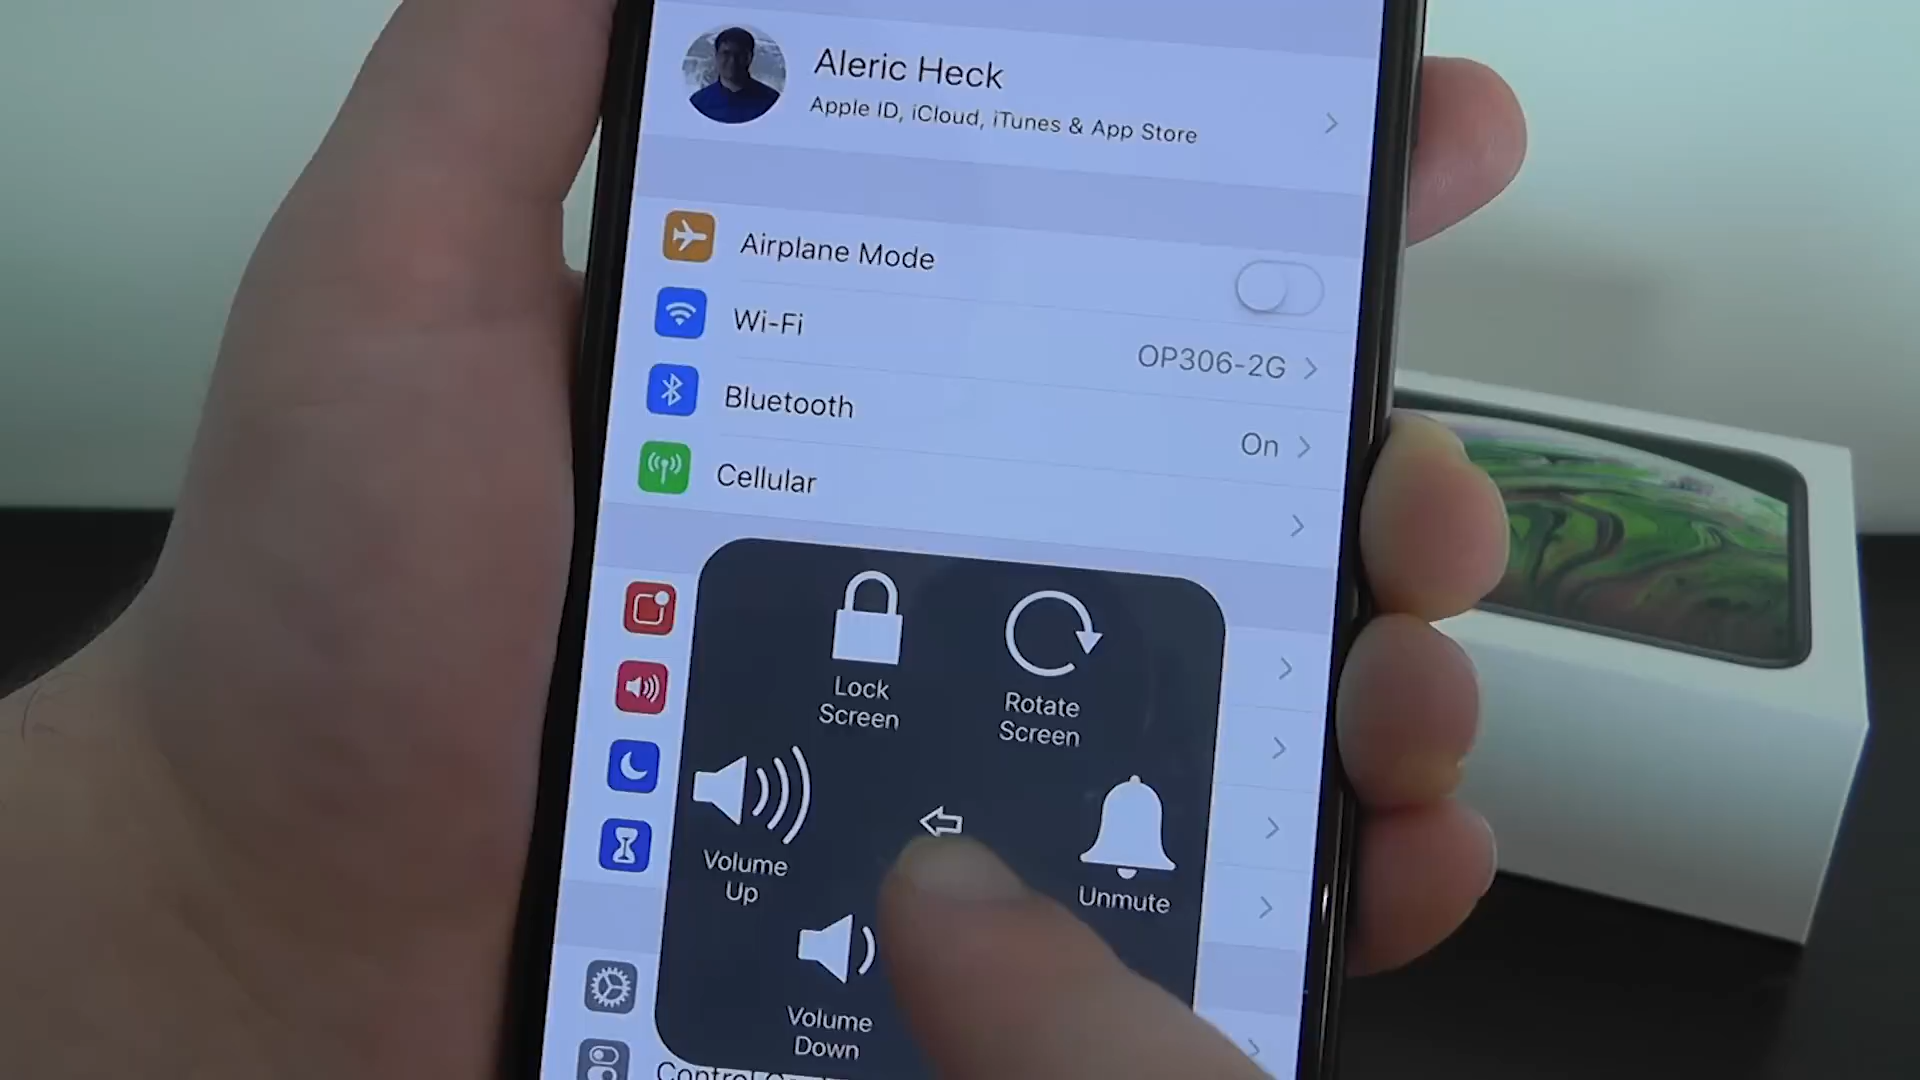 Aleric Heck
Apple ID, iCloud, iTunes & App Store
Airplane Mode
Wi-Fi
OP306-2G
Bluetooth
On
Cellular
Lock
Screen
Rotate
Screen
Volume
Up
Unmute
Volume
Down
Control